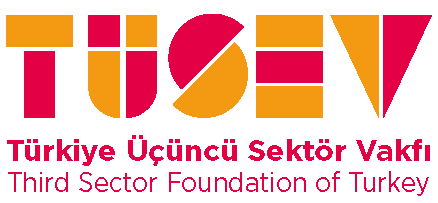 TÜSEV
Türkiye Üçüncü Sektör Vakfı
Third Sector Foundation of Turkey